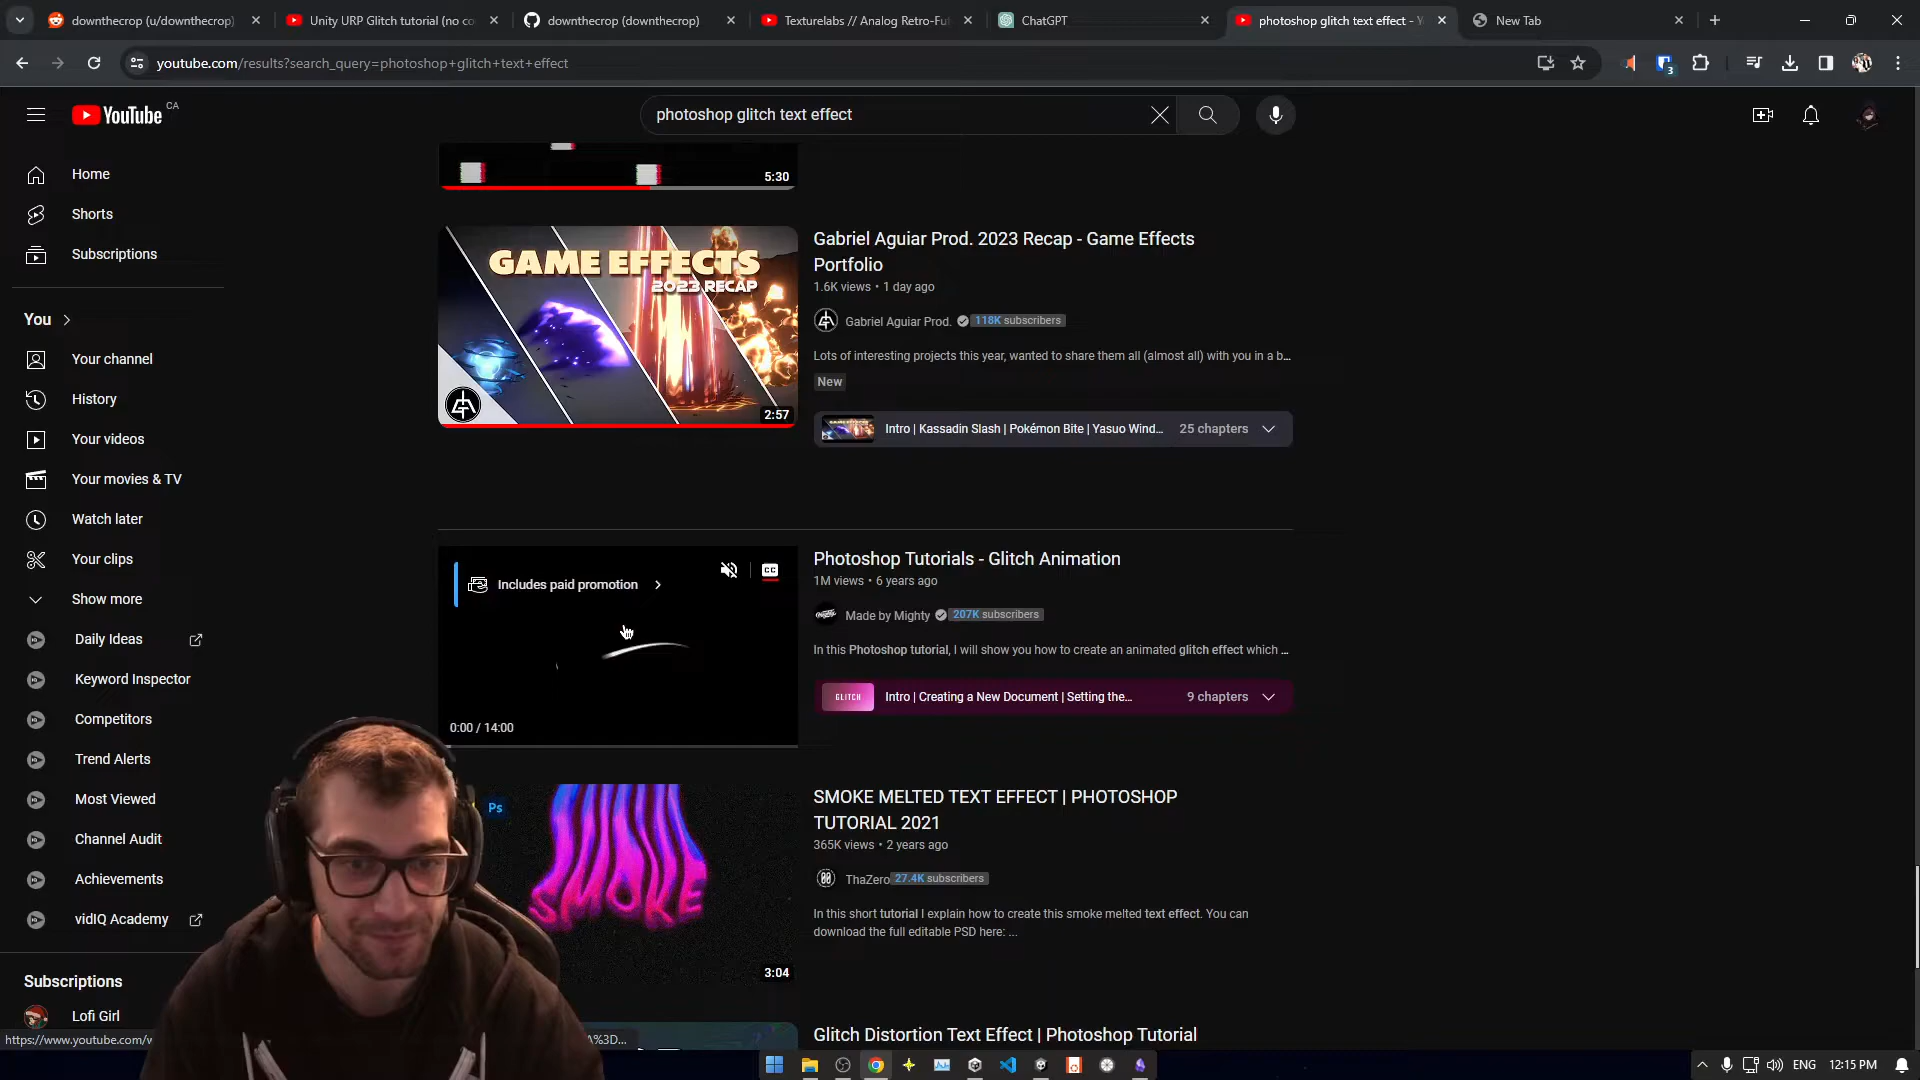 downthecrop (u/downthecrop)
Unity URP Glitch tutorial (no co
downthecrop (downthecrop)
Texturelabs // Analog Retro-Fut
ChatGPT
photoshop glitch text effect - Y
New Tab
youtube.com/results?search_query=photoshop+glitch+text+effect
3
YouTube CA
photoshop glitch text effect
Home
Shorts
Subscriptions
You
Your channel
History
Your videos
Your movies & TV
Watch later
Your clips
Show more
Daily Ideas
Keyword Inspector
Competitors
Trend Alerts
Most Viewed
Channel Audit
Achievements
vidIQ Academy
Subscriptions
Lofi Girl
5:30
GAME EFFECTS
2023 RECAP
2:57
Gabriel Aguiar Prod. 2023 Recap - Game Effects
Portfolio
1.6K views • 1 day ago
Gabriel Aguiar Prod. 118K subscribers
Lots of interesting projects this year, wanted to share them all (almost all) with you in a b...
New
Intro | Kassadin Slash | Pokémon Bite | Yasuo Wind... 25 chapters
Includes paid promotion
CC
0:00 / 14:00
Photoshop Tutorials - Glitch Animation
1M views • 6 years ago
Made by Mighty 207K subscribers
In this Photoshop tutorial, I will show you how to create an animated glitch effect which ...
GLITCH
Intro | Creating a New Document | Setting the... 9 chapters
Ps
SMOKE
3:04
SMOKE MELTED TEXT EFFECT | PHOTOSHOP
TUTORIAL 2021
365K views • 2 years ago
ThaZero 27.4K subscribers
In this short tutorial I explain how to create this smoke melted text effect. You can
download the full editable PSD here: ...
Glitch Distortion Text Effect | Photoshop Tutorial
https://www.youtube.com/w
A%3D...
ENG
12:15 PM